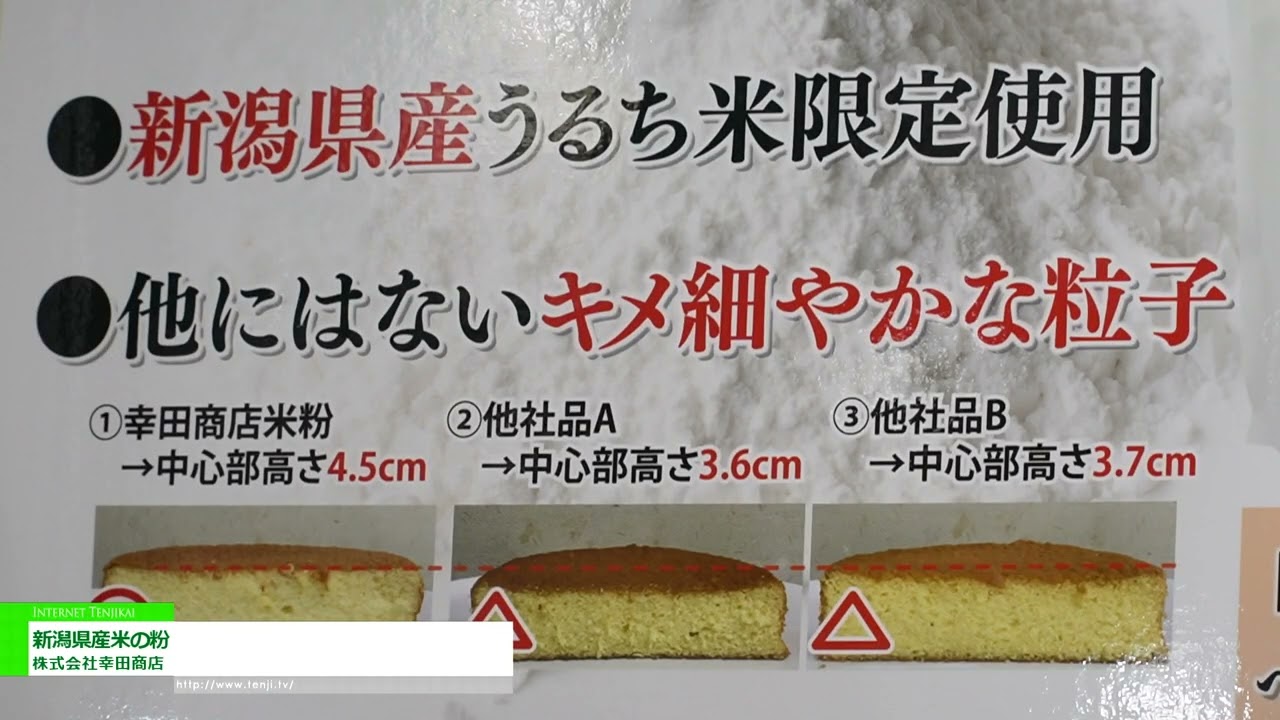 ●新潟県産うるち米限定使用
●他にはないキメ細やかな粒子
①幸田商店米粉
→中心部高さ4.5cm
②他社品A
→中心部高さ3.6cm
③他社品B
→中心部高さ3.7cm
INTERNET TENJIKAI
新潟県産米の粉
株式会社幸田商店
http://www.tenji.tv/